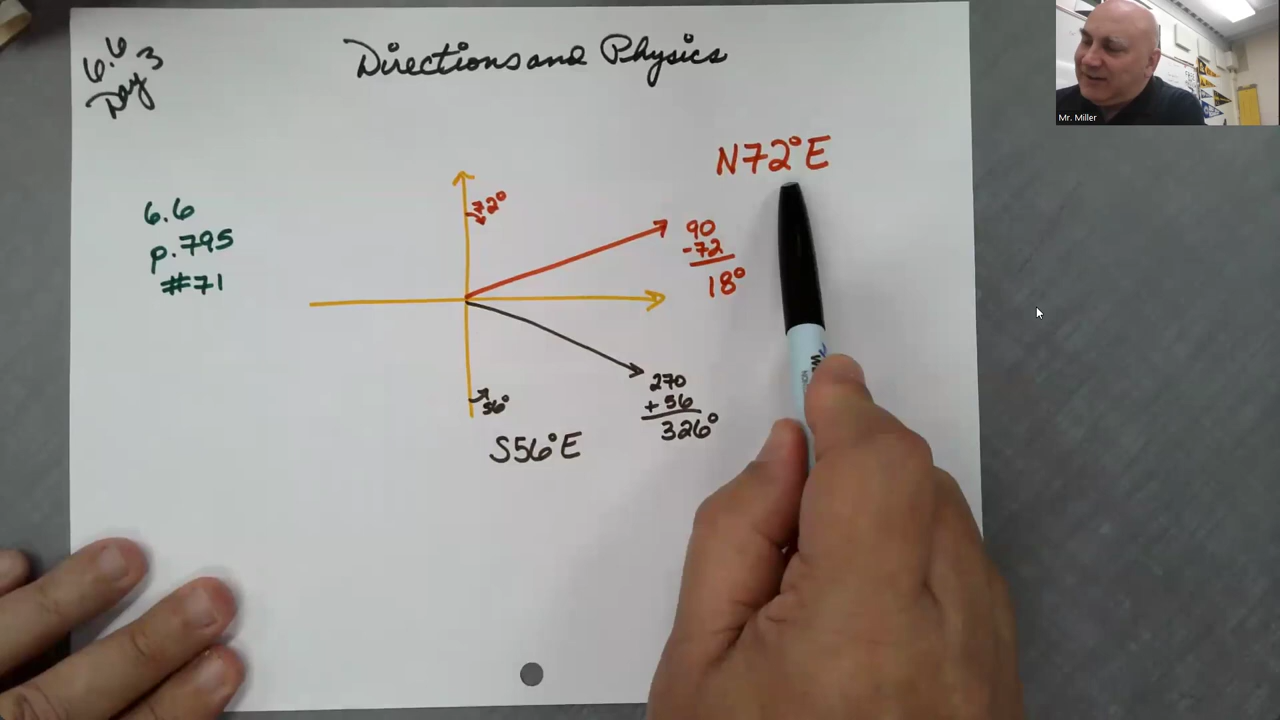 6.6
Day 3
Directions and Physics
Mr. Miller
N72°E
6.6
p.795
#71
72°
90
-72
18°
56°
270
+56
326°
S56°E